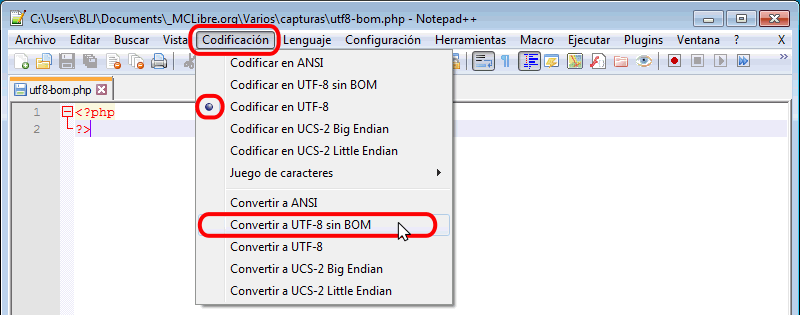 C:\Users\BLJ\Documents\_MCLibre.org\Varios\capturas\utf8-bom.php - Notepad++
Archivo Editar Buscar Vista Codificación Lenguaje Configuración Herramientas Macro Ejecutar Plugins Ventana ? X
utf8-bom.php
1 <?php
2 ?>
Codificar en ANSI
Codificar en UTF-8 sin BOM
Codificar en UTF-8
Codificar en UCS-2 Big Endian
Codificar en UCS-2 Little Endian
Juego de caracteres
Convertir a ANSI
Convertir a UTF-8 sin BOM
Convertir a UTF-8
Convertir a UCS-2 Big Endian
Convertir a UCS-2 Little Endian